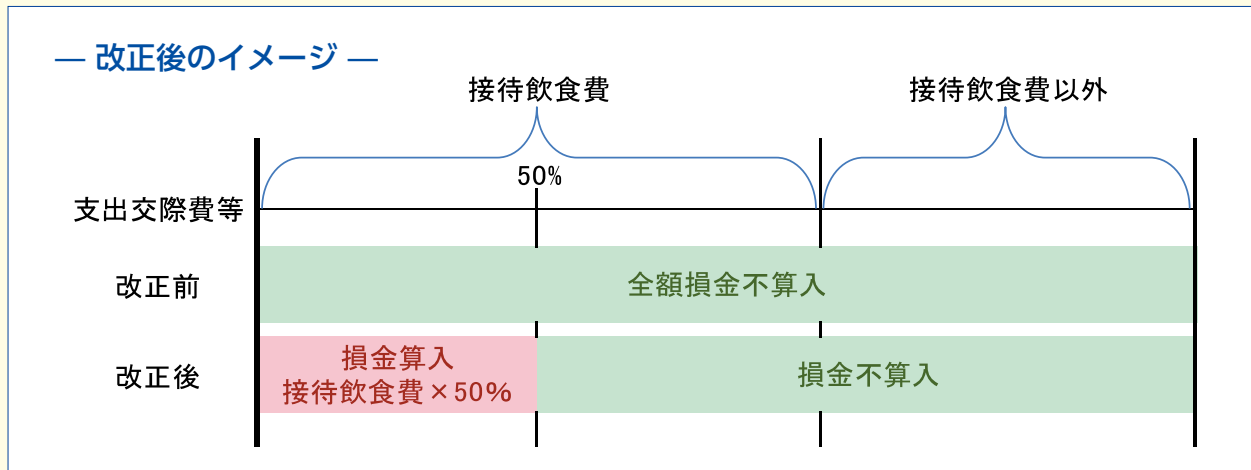 ― 改正後のイメージ ―
接待飲食費
接待飲食費以外
50%
支出交際費等
改正前
全額損金不算入
改正後
損金算入
接待飲食費×50%
損金不算入